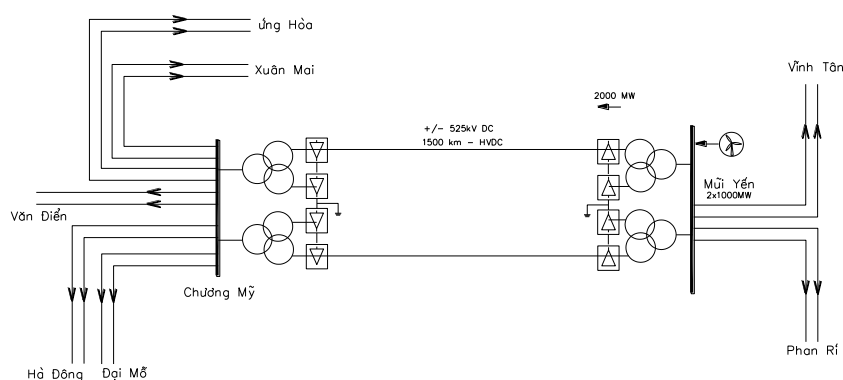 ứng Hòa
Xuân Mai
Vĩnh Tân
2000 MW
+/- 525kV DC
1500 km - HVDC
Mũi Yến
2x1000MW
Văn Điển
Chương Mỹ
Phan Rí
Hà Đông
Đại Mỗ